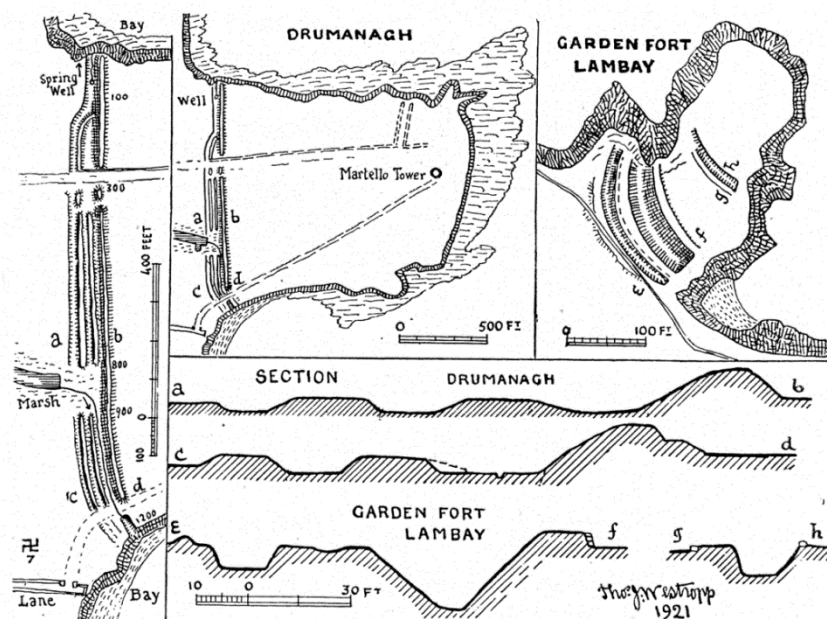 Bay
Spring
Well
100
300
a
b
800
Marsh
900
c
d
1200
7
Lane
Bay
400 FEET
0
100
DRUMANAGH
Well
Martello Tower
a
b
c
d
0 500 FT
GARDEN FORT
LAMBAY
h
g
f
ε
0 100 FT
SECTION DRUMANAGH
a b
c d
GARDEN FORT
LAMBAY
ε f g h
10 0 30 FT
Thos. J. Westropp
1921